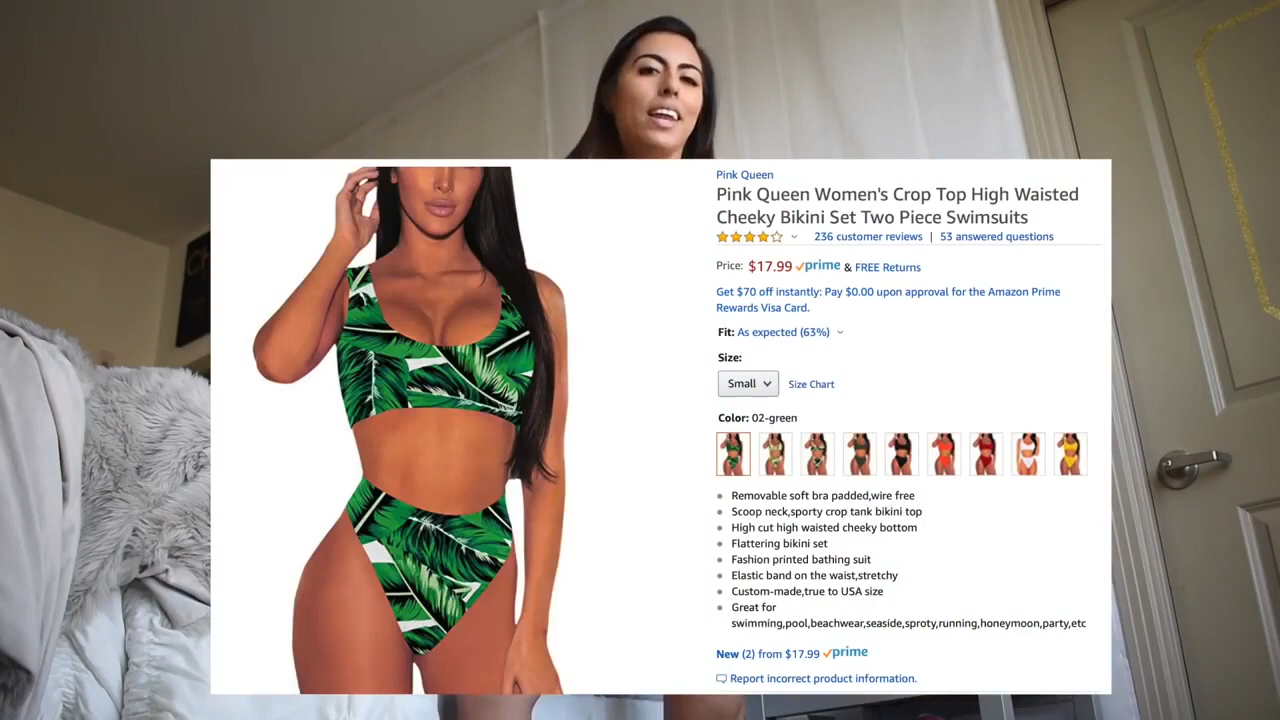 Pink Queen
Pink Queen Women's Crop Top High Waisted
Cheeky Bikini Set Two Piece Swimsuits
236 customer reviews | 53 answered questions
Price: $17.99 prime & FREE Returns
Get $70 off instantly: Pay $0.00 upon approval for the Amazon Prime
Rewards Visa Card.
Fit: As expected (63%)
Size:
Small Size Chart
Color: 02-green
Removable soft bra padded,wire free
Scoop neck,sporty crop tank bikini top
High cut high waisted cheeky bottom
Flattering bikini set
Fashion printed bathing suit
Elastic band on the waist,stretchy
Custom-made,true to USA size
Great for
swimming,pool,beachwear,seaside,sproty,running,honeymoon,party,etc
New (2) from $17.99 prime
Report incorrect product information.